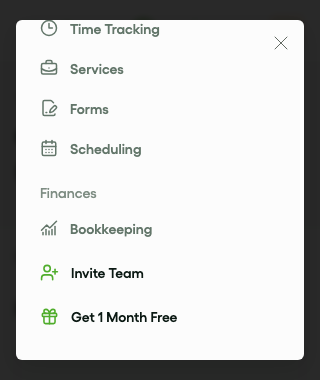 Time Tracking
Services
Forms
Scheduling
Finances
Bookkeeping
Invite Team
Get 1 Month Free